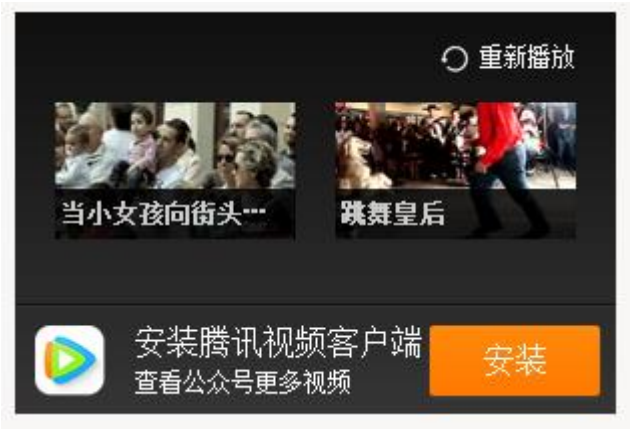 重新播放
当小女孩向街头…
跳舞皇后
安装腾讯视频客户端
安装
查看公众号更多视频